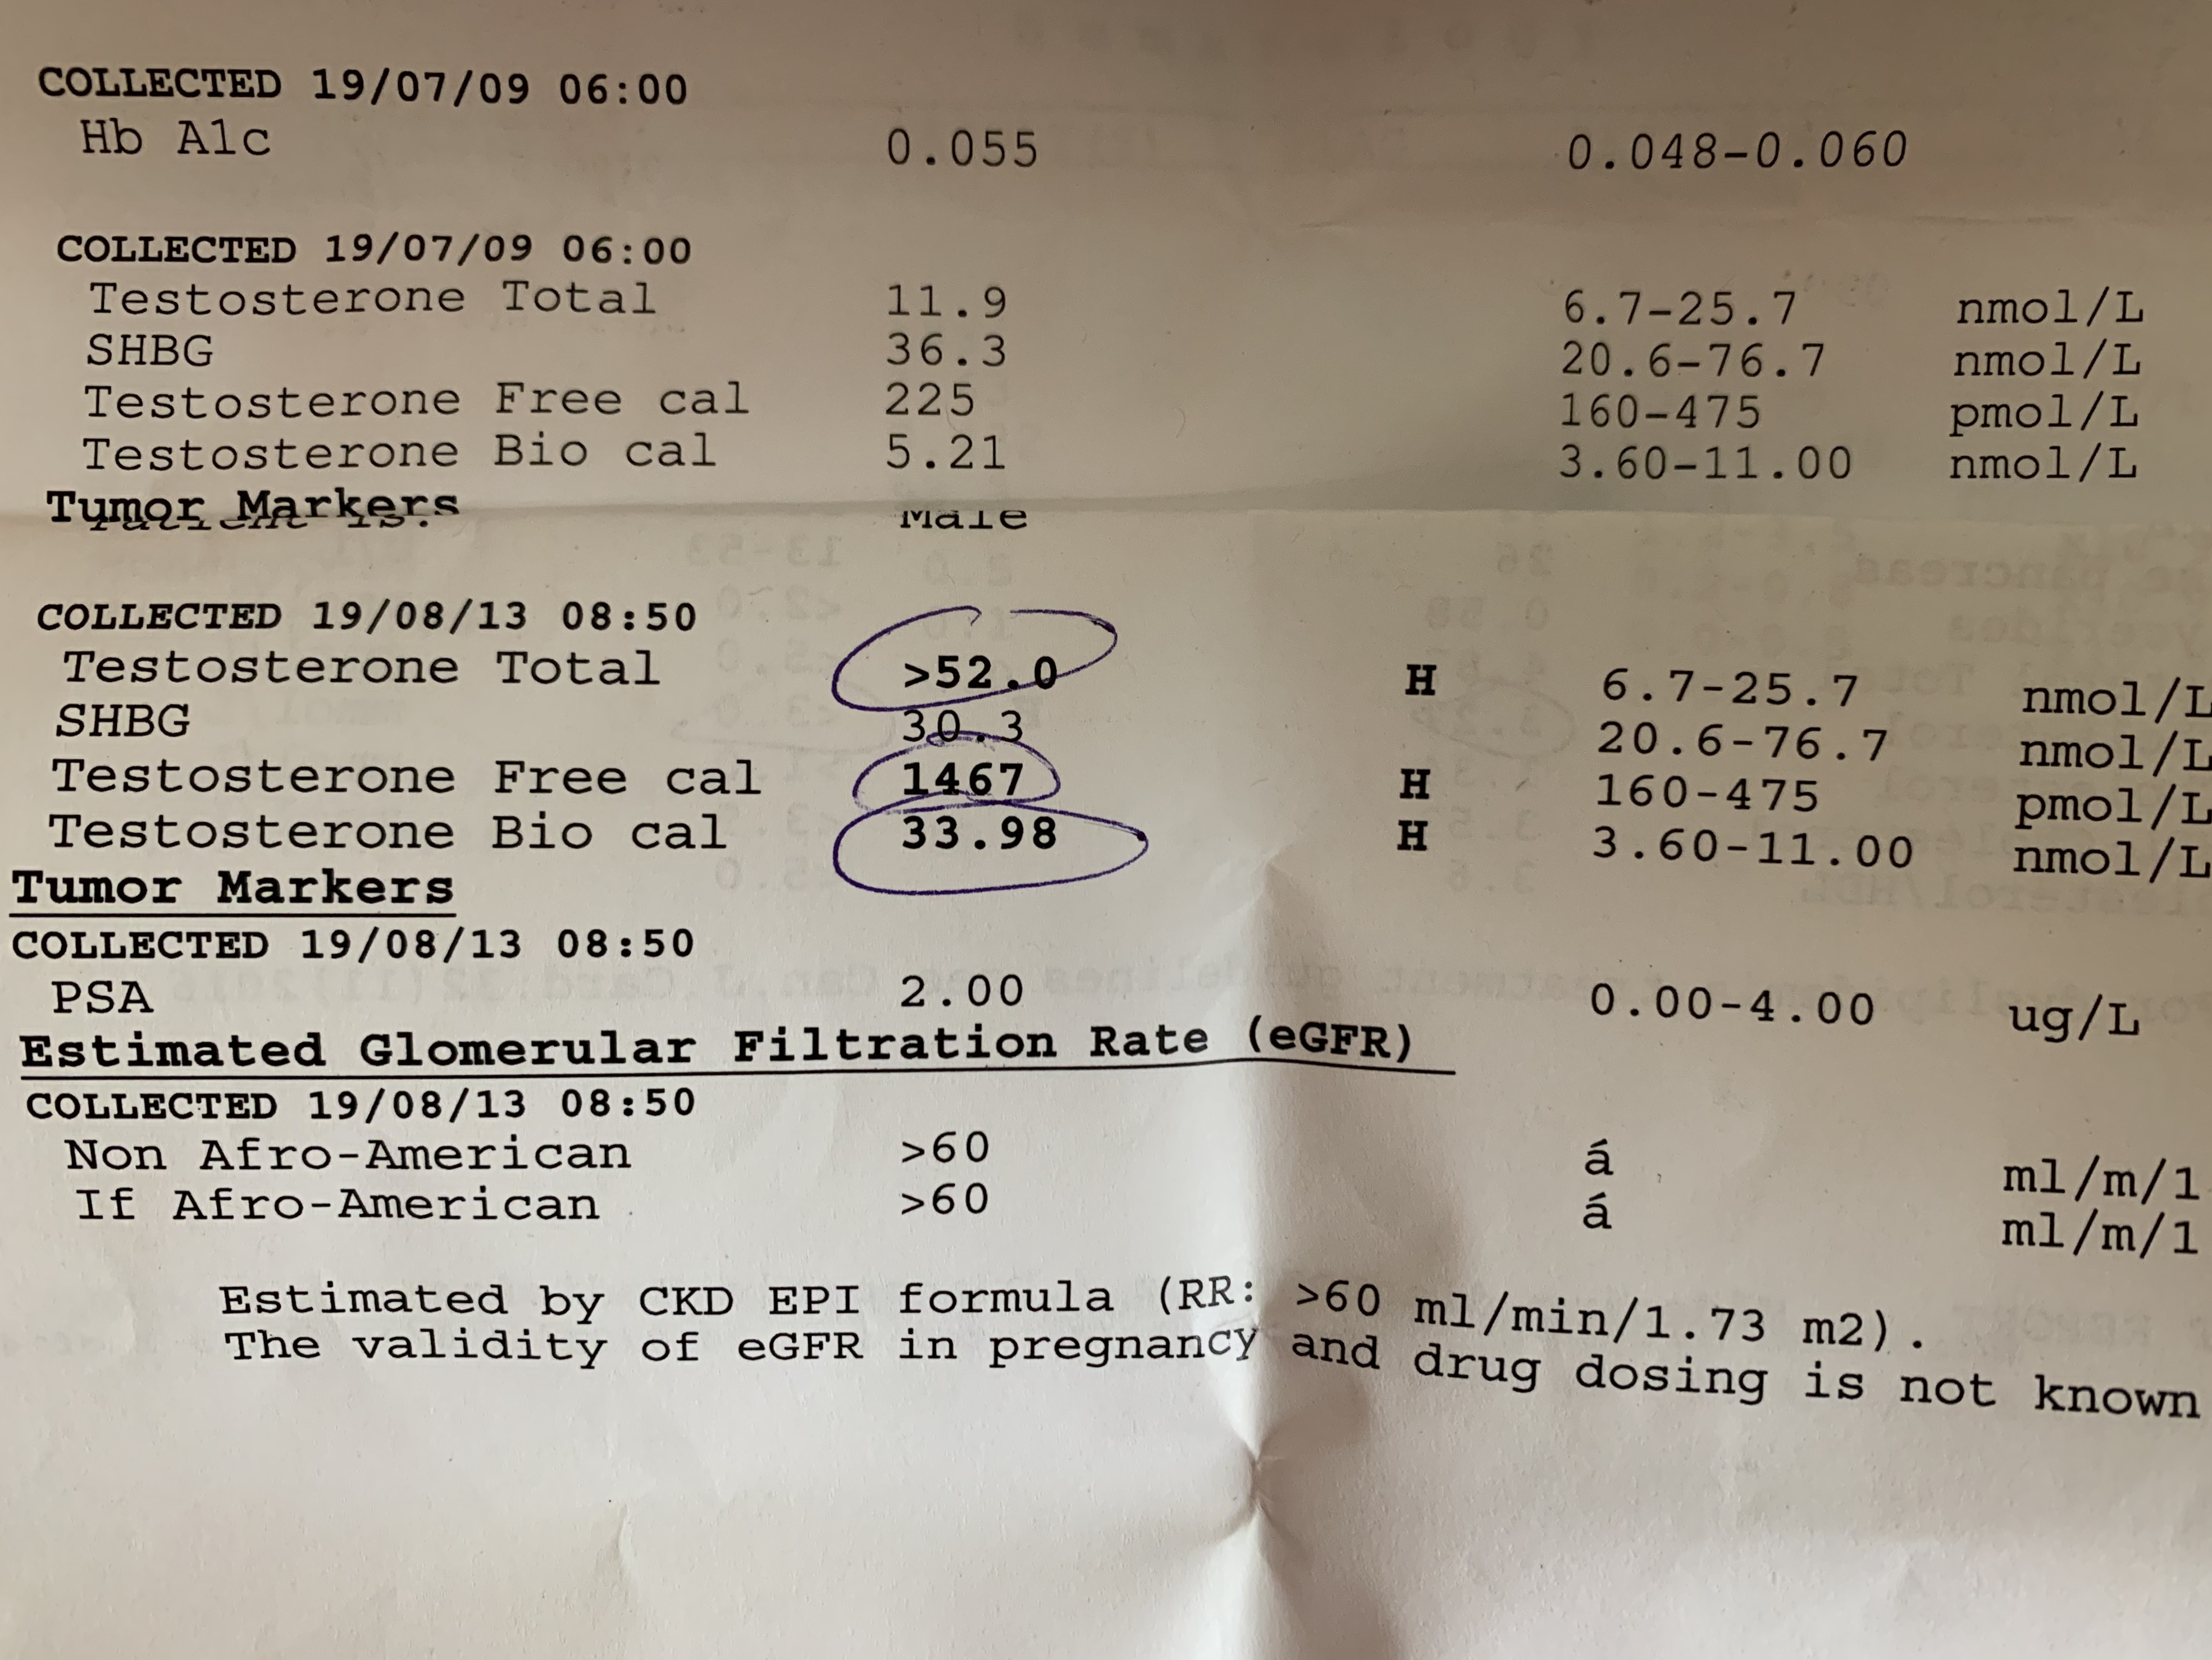 COLLECTED 19/07/09 06:00
Hb A1c 0.055 0.048-0.060
COLLECTED 19/07/09 06:00
Testosterone Total 11.9 6.7-25.7 nmol/L
SHBG 36.3 20.6-76.7 nmol/L
Testosterone Free cal 225 160-475 pmol/L
Testosterone Bio cal 5.21 3.60-11.00 nmol/L
Tumor Markers Male
COLLECTED 19/08/13 08:50
Testosterone Total >52.0 H 6.7-25.7 nmol/L
SHBG 30.3 20.6-76.7 nmol/L
Testosterone Free cal 1467 H 160-475 pmol/L
Testosterone Bio cal 33.98 H 3.60-11.00 nmol/L
Tumor Markers
COLLECTED 19/08/13 08:50
PSA 2.00 0.00-4.00 ug/L
Estimated Glomerular Filtration Rate (eGFR)
COLLECTED 19/08/13 08:50
Non Afro-American >60 á ml/m/1
If Afro-American >60 á ml/m/1
Estimated by CKD EPI formula (RR: >60 ml/min/1.73 m2).
The validity of eGFR in pregnancy and drug dosing is not known